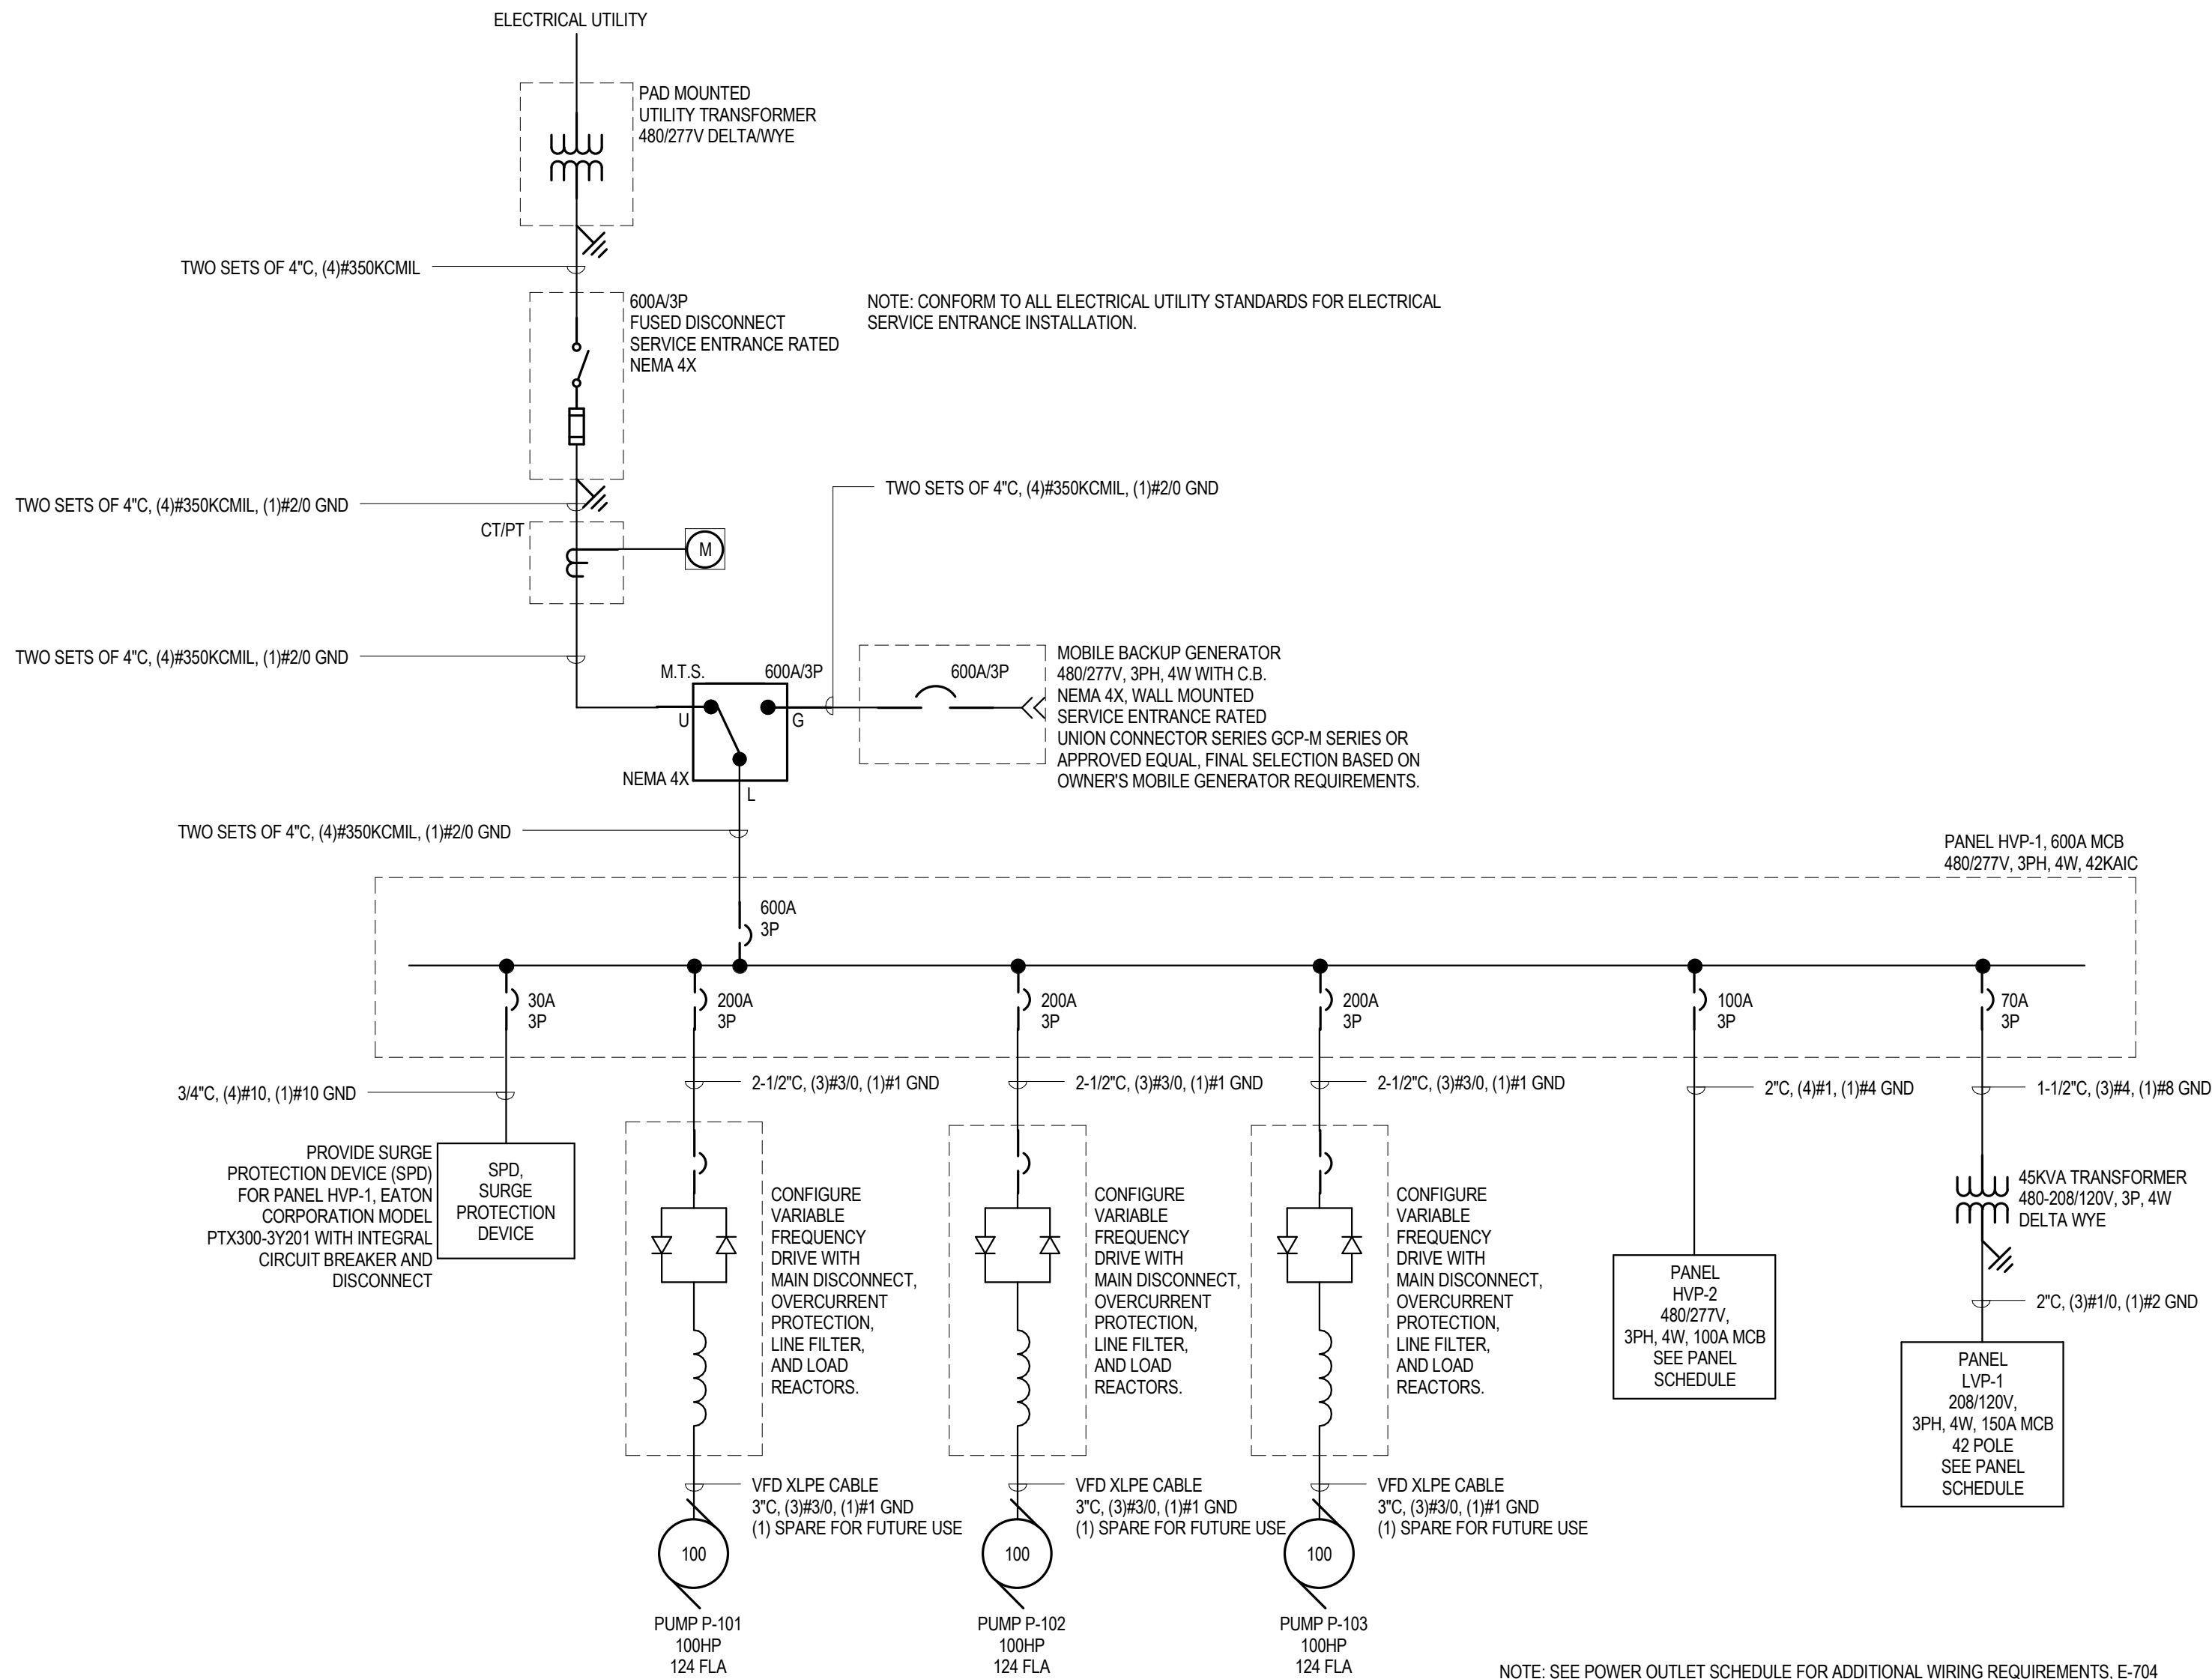 ELECTRICAL UTILITY
PAD MOUNTED
UTILITY TRANSFORMER
480/277V DELTA/WYE
TWO SETS OF 4"C, (4)#350KCMIL
600A/3P
FUSED DISCONNECT
SERVICE ENTRANCE RATED
NEMA 4X
NOTE: CONFORM TO ALL ELECTRICAL UTILITY STANDARDS FOR ELECTRICAL
SERVICE ENTRANCE INSTALLATION.
TWO SETS OF 4"C, (4)#350KCMIL, (1)#2/0 GND
TWO SETS OF 4"C, (4)#350KCMIL, (1)#2/0 GND
CT/PT
M
TWO SETS OF 4"C, (4)#350KCMIL, (1)#2/0 GND
M.T.S.
600A/3P
U
G
L
NEMA 4X
600A/3P
MOBILE BACKUP GENERATOR
480/277V, 3PH, 4W WITH C.B.
NEMA 4X, WALL MOUNTED
SERVICE ENTRANCE RATED
UNION CONNECTOR SERIES GCP-M SERIES OR
APPROVED EQUAL, FINAL SELECTION BASED ON
OWNER'S MOBILE GENERATOR REQUIREMENTS.
TWO SETS OF 4"C, (4)#350KCMIL, (1)#2/0 GND
PANEL HVP-1, 600A MCB
480/277V, 3PH, 4W, 42KAIC
600A
3P
30A
3P
200A
3P
200A
3P
200A
3P
100A
3P
70A
3P
3/4"C, (4)#10, (1)#10 GND
2-1/2"C, (3)#3/0, (1)#1 GND
2-1/2"C, (3)#3/0, (1)#1 GND
2-1/2"C, (3)#3/0, (1)#1 GND
2"C, (4)#1, (1)#4 GND
1-1/2"C, (3)#4, (1)#8 GND
PROVIDE SURGE
PROTECTION DEVICE (SPD)
FOR PANEL HVP-1, EATON
CORPORATION MODEL
PTX300-3Y201 WITH INTEGRAL
CIRCUIT BREAKER AND
DISCONNECT
SPD,
SURGE
PROTECTION
DEVICE
CONFIGURE
VARIABLE
FREQUENCY
DRIVE WITH
MAIN DISCONNECT,
OVERCURRENT
PROTECTION,
LINE FILTER,
AND LOAD
REACTORS.
CONFIGURE
VARIABLE
FREQUENCY
DRIVE WITH
MAIN DISCONNECT,
OVERCURRENT
PROTECTION,
LINE FILTER,
AND LOAD
REACTORS.
CONFIGURE
VARIABLE
FREQUENCY
DRIVE WITH
MAIN DISCONNECT,
OVERCURRENT
PROTECTION,
LINE FILTER,
AND LOAD
REACTORS.
PANEL
HVP-2
480/277V,
3PH, 4W, 100A MCB
SEE PANEL
SCHEDULE
45KVA TRANSFORMER
480-208/120V, 3P, 4W
DELTA WYE
2"C, (3)#1/0, (1)#2 GND
PANEL
LVP-1
208/120V,
3PH, 4W, 150A MCB
42 POLE
SEE PANEL
SCHEDULE
VFD XLPE CABLE
3"C, (3)#3/0, (1)#1 GND
(1) SPARE FOR FUTURE USE
VFD XLPE CABLE
3"C, (3)#3/0, (1)#1 GND
(1) SPARE FOR FUTURE USE
VFD XLPE CABLE
3"C, (3)#3/0, (1)#1 GND
(1) SPARE FOR FUTURE USE
100
100
100
PUMP P-101
100HP
124 FLA
PUMP P-102
100HP
124 FLA
PUMP P-103
100HP
124 FLA
NOTE: SEE POWER OUTLET SCHEDULE FOR ADDITIONAL WIRING REQUIREMENTS, E-704